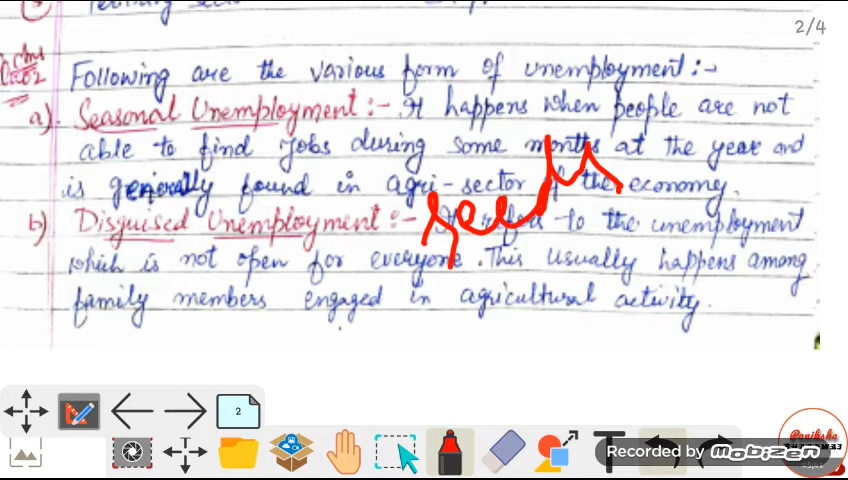 2/4
Following are the various form of unemployment :-
a). Seasonal Unemployment :- It happens when people are not
able to find jobs during some months at the year and
is generally found in agri-sector of the economy.
b) Disguised Unemployment :- It refers to the unemployment
which is not open for everyone. This usually happens among
family members engaged in agricultural activity.
2
T
Recorded by mobizen